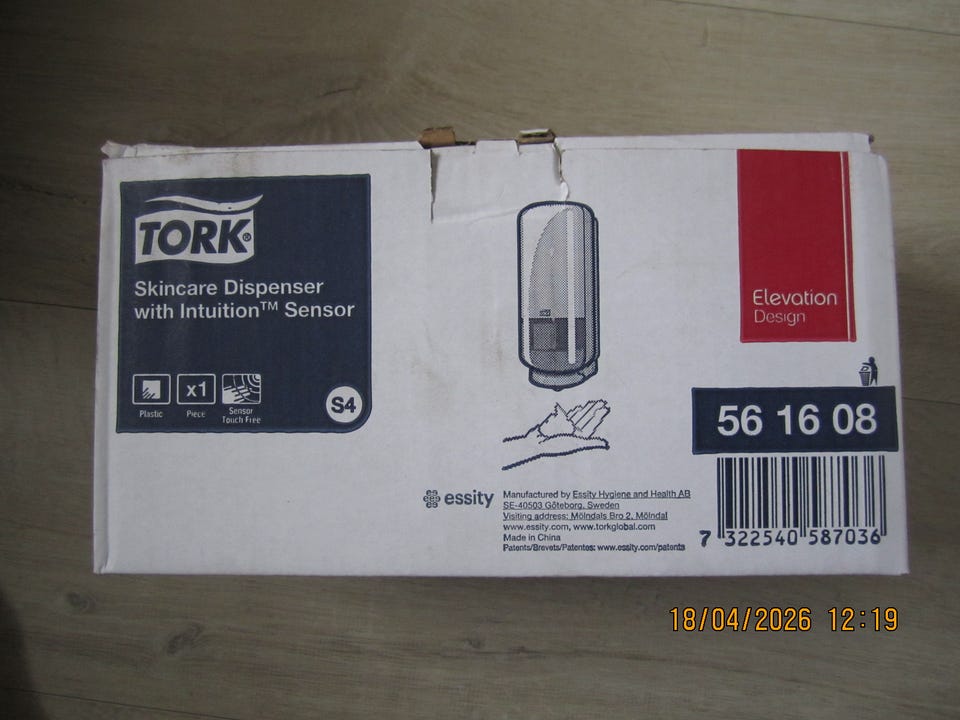 TORK®
Skincare Dispenser
with Intuition™ Sensor
Plastic
x1
Piece
Sensor
Touch Free
S4
Elevation
Design
56 16 08
essity
Manufactured by Essity Hygiene and Health AB
SE-40503 Göteborg, Sweden
Visiting address: Mölndals Bro 2, Mölndal
www.essity.com, www.torkglobal.com
Made in China
Patents/Brevets/Patentes: www.essity.com/patents
7 322540 587036
18/04/2026 12:19